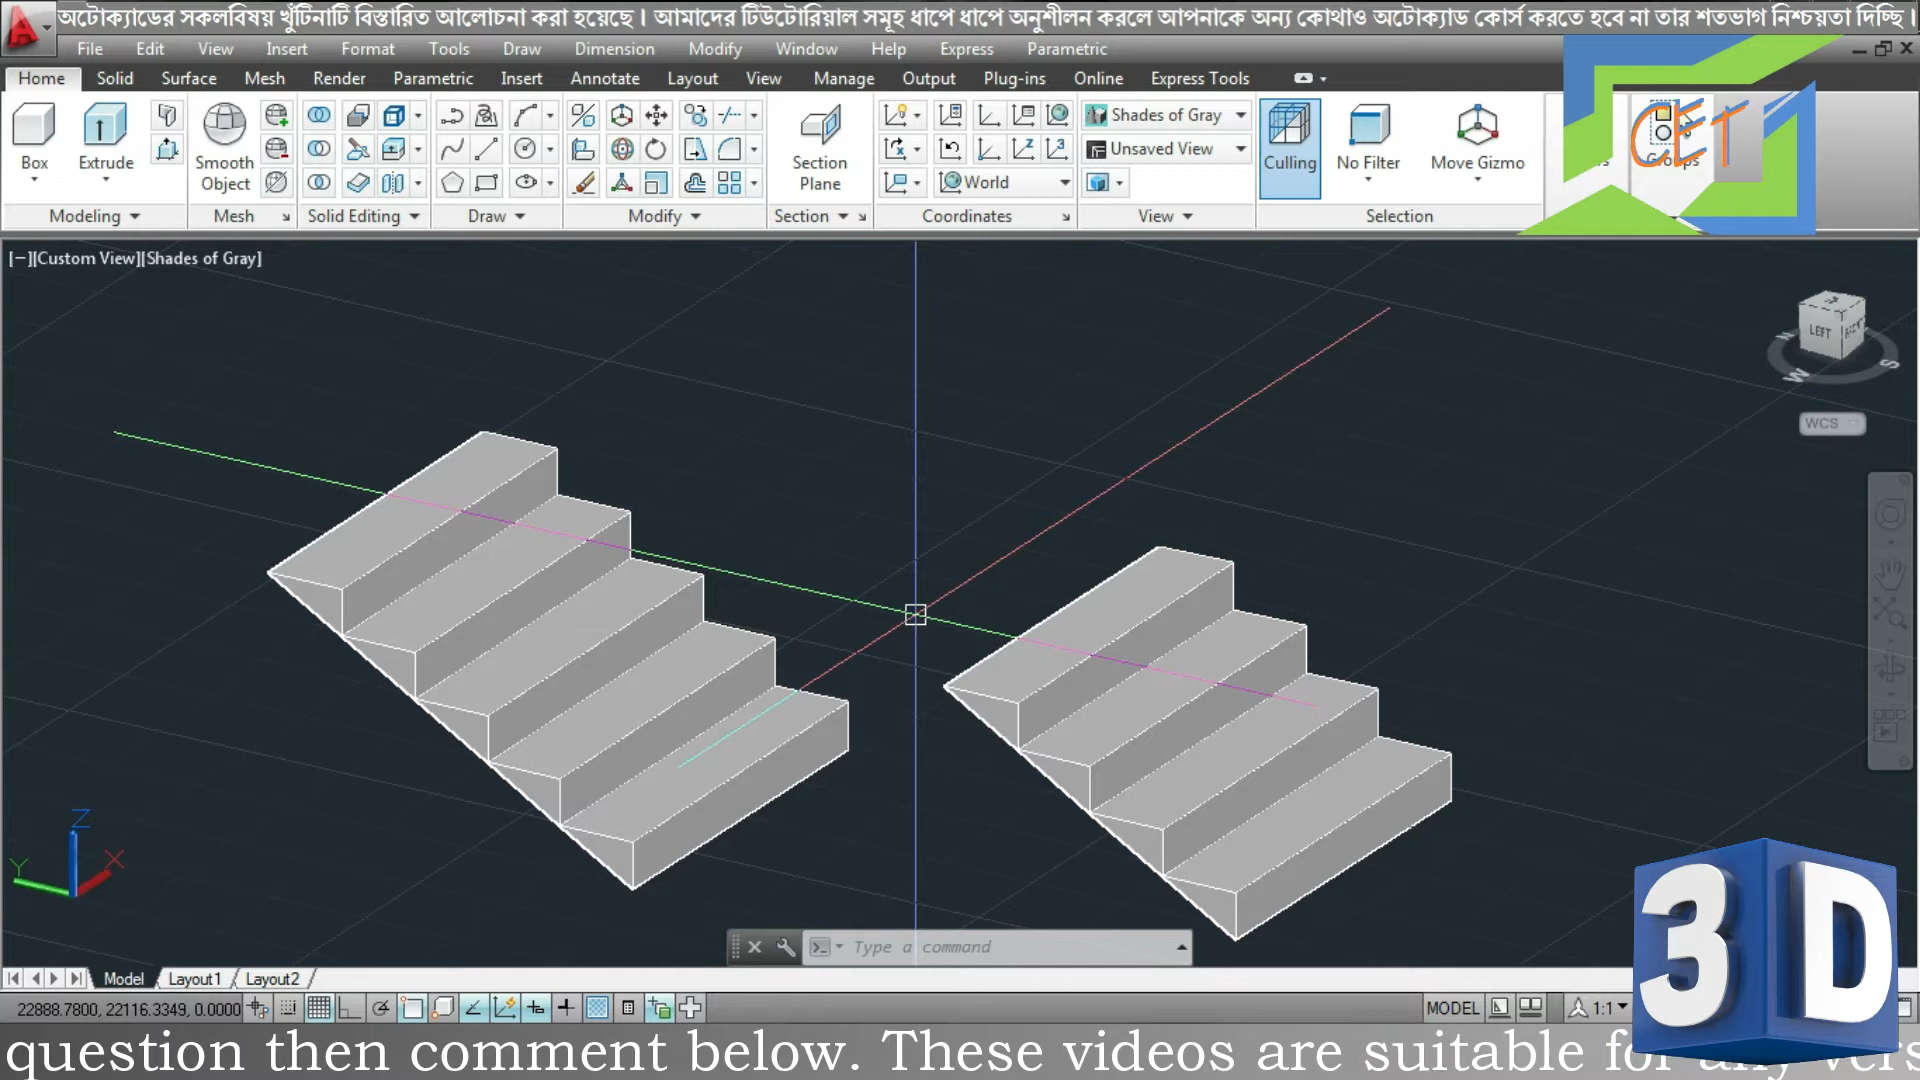 অটোক্যাডের সকলবিষয় খুঁটিনাটি বিস্তারিত আলোচনা করা হয়েছে। আমাদের টিউটোরিয়াল সমূহ ধাপে ধাপে অনুশীলন করলে আপনাকে অন্য কোথাও অটোক্যাড কোর্স করতে হবে না তার শতভাগ নিশ্চয়তা দিচ্ছি।
File Edit View Insert Format Tools Draw Dimension Modify Window Help Express Parametric
Home Solid Surface Mesh Render Parametric Insert Annotate Layout View Manage Output Plug-ins Online Express Tools
Box Extrude Smooth Object Section Plane Shades of Gray Unsaved View World Culling No Filter Move Gizmo Groups
CET
Modeling Mesh Solid Editing Draw Modify Section Coordinates View Selection
[−][Custom View][Shades of Gray]
LEFT
N W S
WCS
Z
Y X
Type a command
3D
Model Layout1 Layout2
22888.7800, 22116.3349, 0.0000 MODEL 1:1
question then comment below. These videos are suitable for any vers